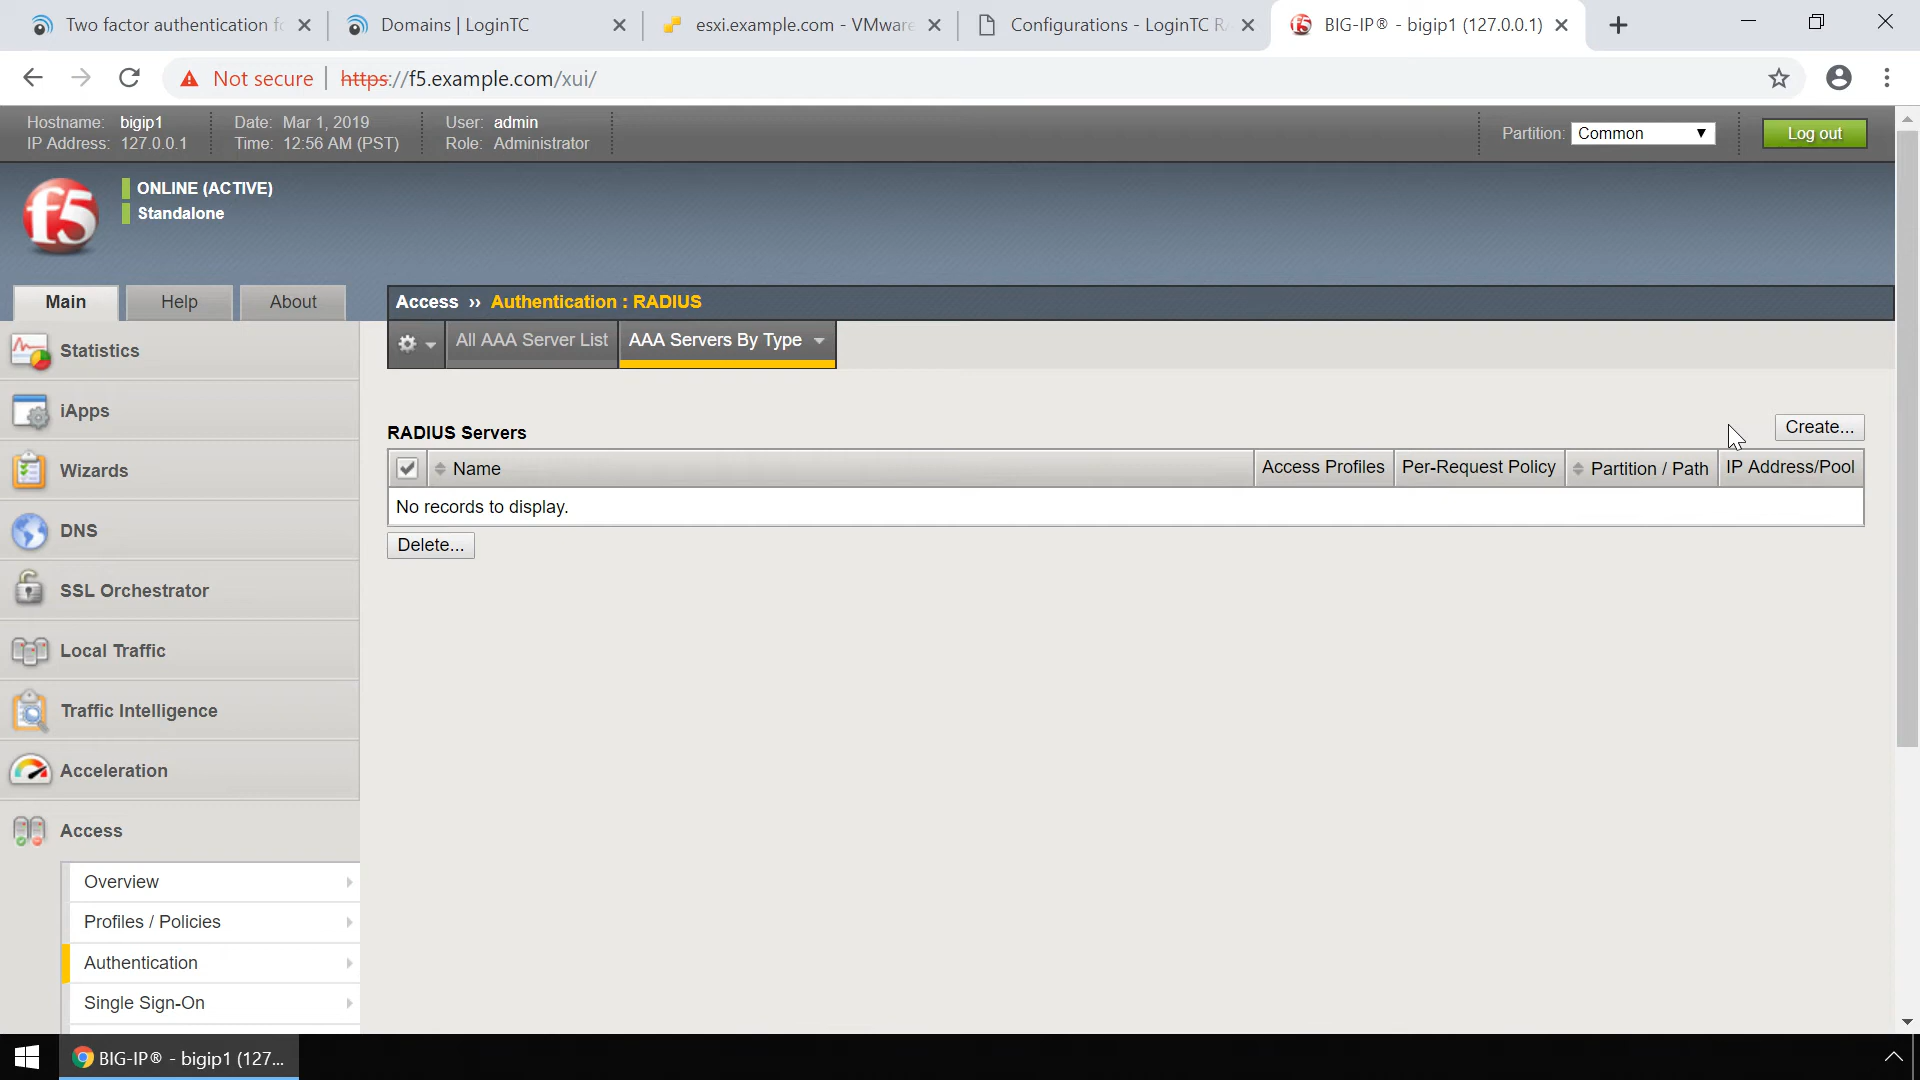 Two factor authentication fo
Domains | LoginTC
esxi.example.com - VMware
Configurations - LoginTC RA
BIG-IP® - bigip1 (127.0.0.1)
Not secure
https://f5.example.com/xui/
Hostname: bigip1
IP Address: 127.0.0.1
Date: Mar 1, 2019
Time: 12:56 AM (PST)
User: admin
Role: Administrator
Partition: Common
Log out
f5
ONLINE (ACTIVE)
Standalone
Main
Help
About
Access ›› Authentication : RADIUS
All AAA Server List
AAA Servers By Type
Statistics
iApps
Wizards
DNS
SSL Orchestrator
Local Traffic
Traffic Intelligence
Acceleration
Access
Overview
Profiles / Policies
Authentication
Single Sign-On
RADIUS Servers
Create...
Name
Access Profiles
Per-Request Policy
Partition / Path
IP Address/Pool
No records to display.
Delete...
BIG-IP® - bigip1 (127...